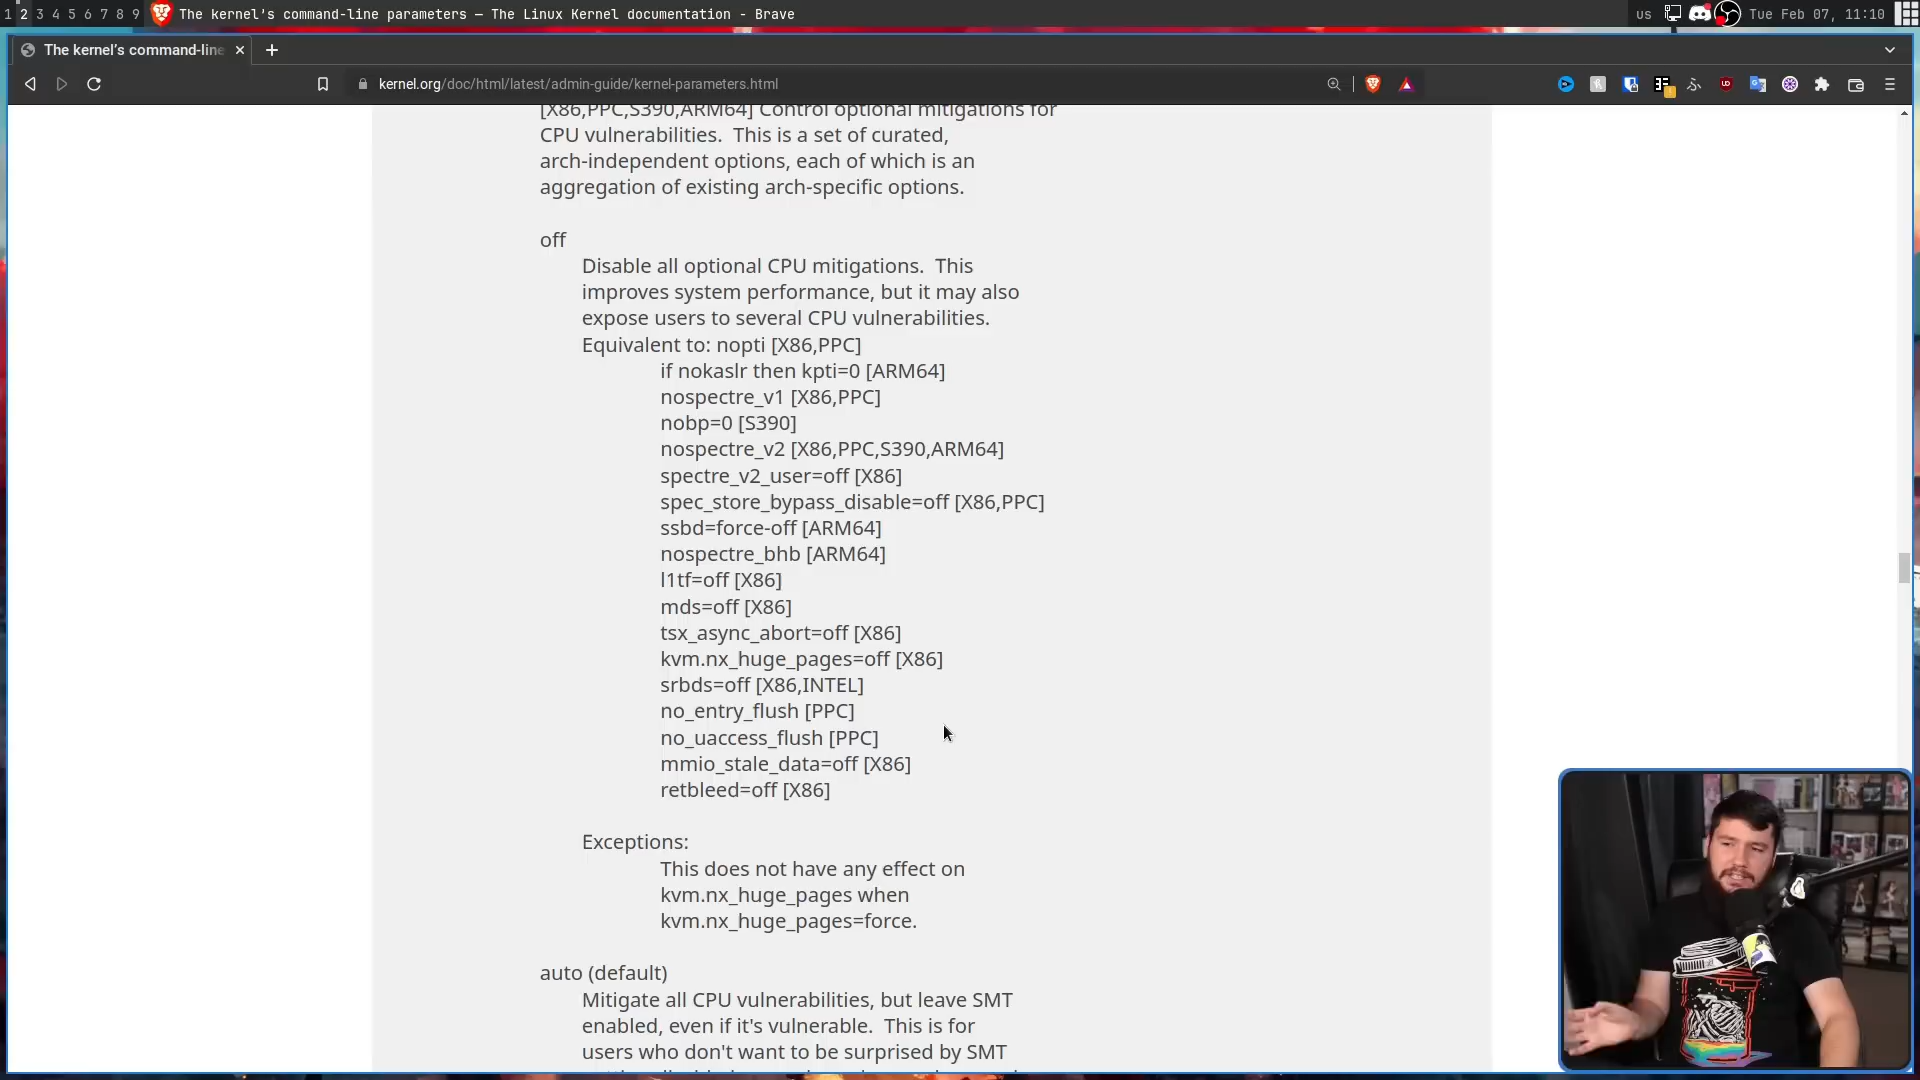 1 2 3 4 5 6 7 8 9 The kernel's command-line parameters — The Linux Kernel documentation - Brave us Tue Feb 07, 11:10
The kernel's command-line
kernel.org/doc/html/latest/admin-guide/kernel-parameters.html
[X86,PPC,S390,ARM64] Control optional mitigations for
CPU vulnerabilities.  This is a set of curated,
arch-independent options, each of which is an
aggregation of existing arch-specific options.
off
Disable all optional CPU mitigations.  This
improves system performance, but it may also
expose users to several CPU vulnerabilities.
Equivalent to: nopti [X86,PPC]
if nokaslr then kpti=0 [ARM64]
nospectre_v1 [X86,PPC]
nobp=0 [S390]
nospectre_v2 [X86,PPC,S390,ARM64]
spectre_v2_user=off [X86]
spec_store_bypass_disable=off [X86,PPC]
ssbd=force-off [ARM64]
nospectre_bhb [ARM64]
l1tf=off [X86]
mds=off [X86]
tsx_async_abort=off [X86]
kvm.nx_huge_pages=off [X86]
srbds=off [X86,INTEL]
no_entry_flush [PPC]
no_uaccess_flush [PPC]
mmio_stale_data=off [X86]
retbleed=off [X86]
Exceptions:
This does not have any effect on
kvm.nx_huge_pages when
kvm.nx_huge_pages=force.
auto (default)
Mitigate all CPU vulnerabilities, but leave SMT
enabled, even if it's vulnerable.  This is for
users who don't want to be surprised by SMT